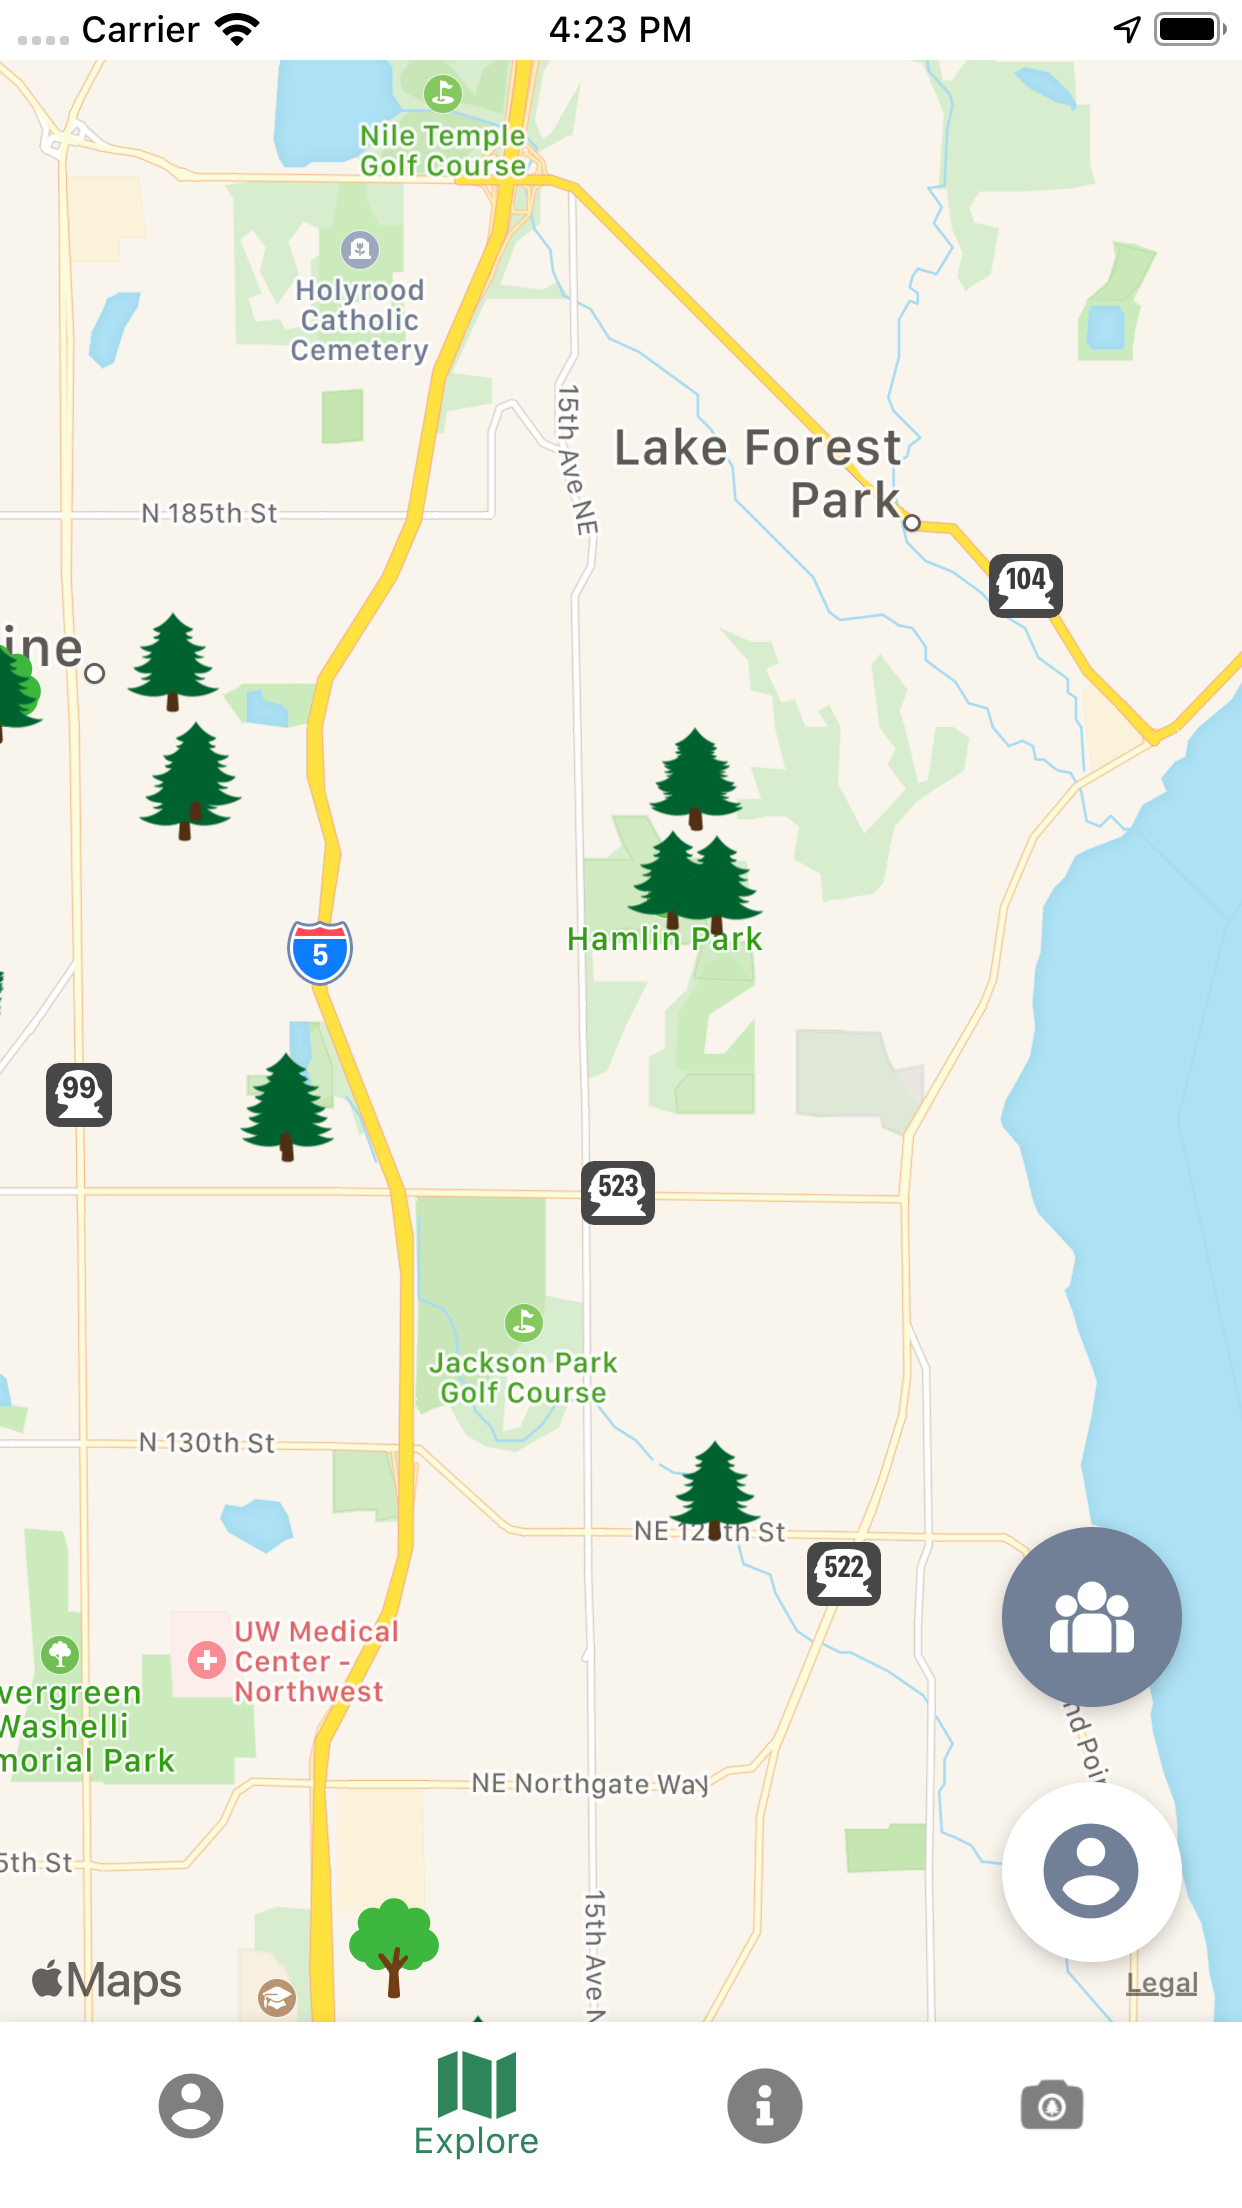 Carrier
4:23 PM
Nile Temple
Golf Course
Holyrood
Catholic
Cemetery
15th Ave NE
Lake Forest
Park
N 185th St
104
ine
Hamlin Park
5
99
523
Jackson Park
Golf Course
N 130th St
NE 12 th St
522
UW Medical
Center -
Northwest
vergreen
Washelli
morial Park
nd Poin
NE Northgate Way
5th St
15th Ave N
Maps
Legal
Explore